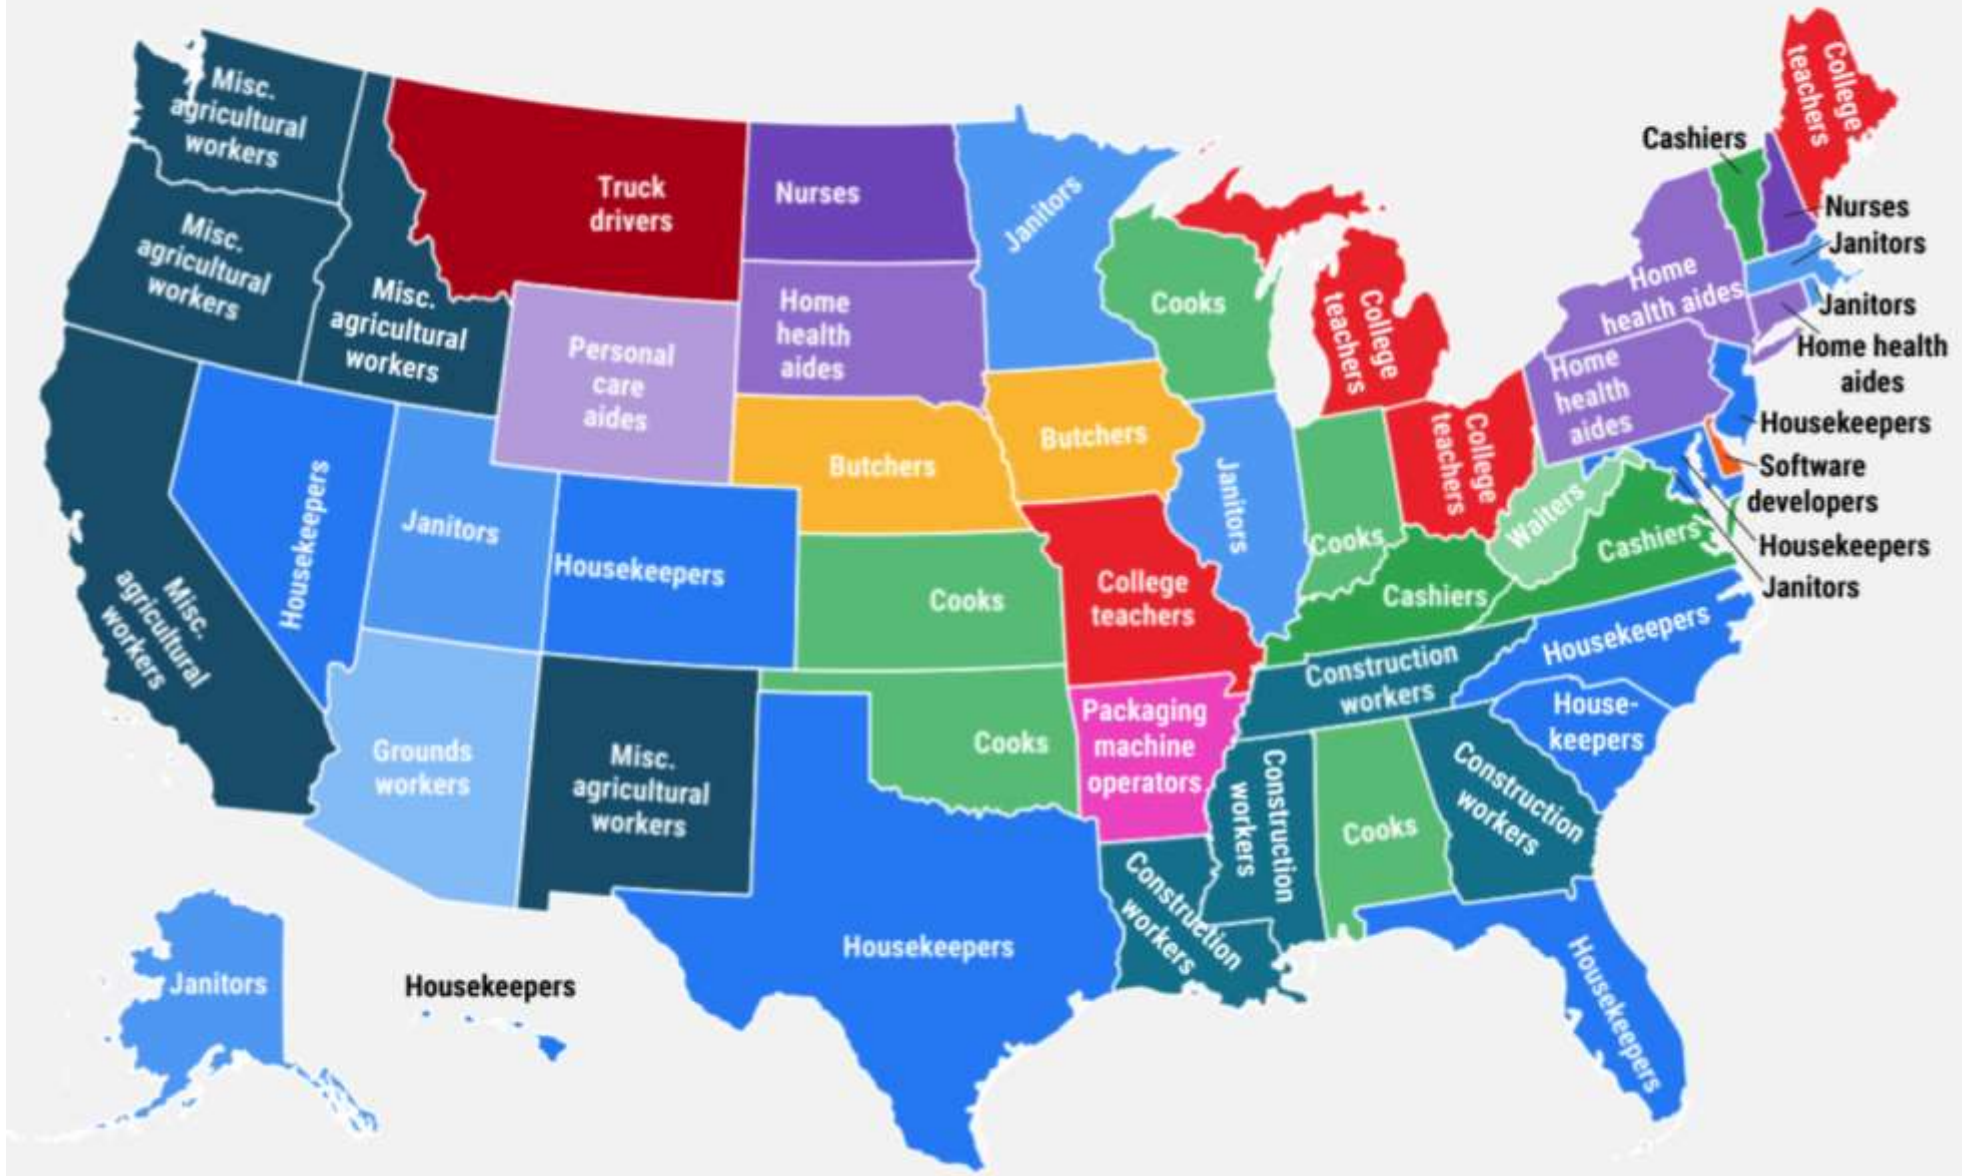 Misc.
agricultural
workers
Misc.
agricultural
workers
Misc.
agricultural
workers
Truck
drivers
Nurses
Janitors
Personal
care
aides
Home
health
aides
Cooks
College
teachers
College
teachers
Cashiers
Nurses
Janitors
Janitors
Home
health aides
Home health
aides
Home
health
aides
Housekeepers
Software
developers
Housekeepers
Janitors
Misc.
agricultural
workers
Housekeepers
Janitors
Housekeepers
Butchers
Butchers
Cooks
College
teachers
Janitors
Cooks
College
teachers
Waiters
Cashiers
Cashiers
Grounds
workers
Misc.
agricultural
workers
Cooks
Packaging
machine
operators
Construction
workers
Housekeepers
House-
keepers
Construction
workers
Cooks
Construction
workers
Construction
workers
Housekeepers
Housekeepers
Janitors
Housekeepers